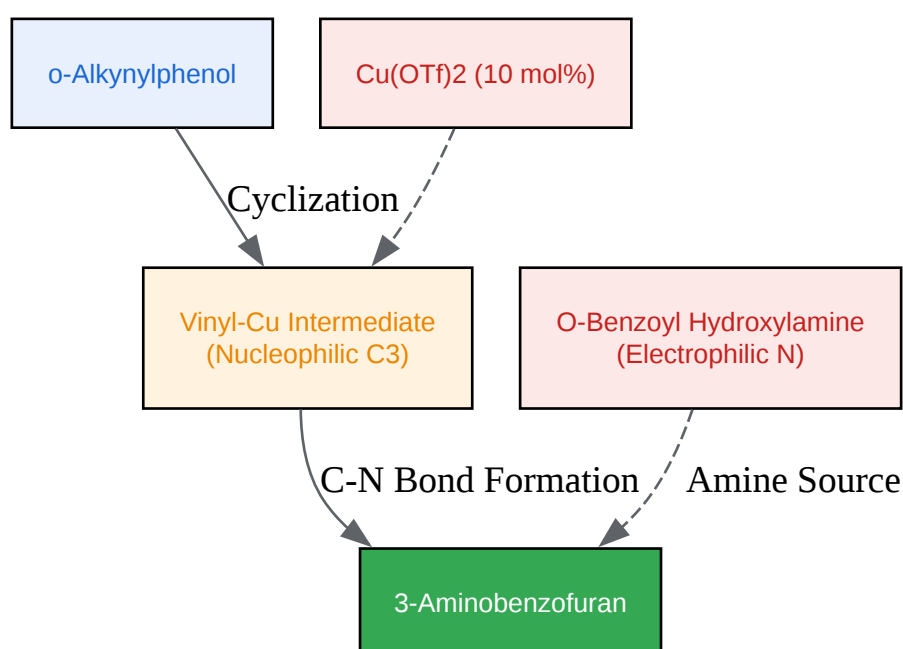 o-Alkynylphenol
Cu(OTf)2 (10 mol%)
Cyclization
Vinyl-Cu Intermediate
(Nucleophilic C3)
O-Benzoyl Hydroxylamine
(Electrophilic N)
C-N Bond Formation
Amine Source
3-Aminobenzofuran